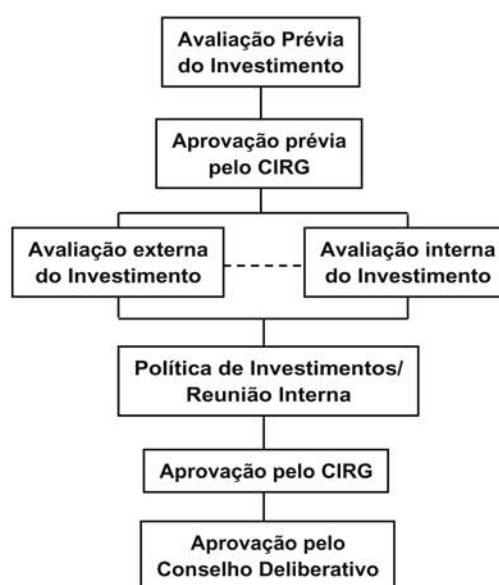 Avaliação Prévia
do Investimento
Aprovação prévia
pelo CIRG
Avaliação externa
do Investimento
Avaliação interna
do Investimento
Política de Investimentos/
Reunião Interna
Aprovação pelo CIRG
Aprovação pelo
Conselho Deliberativo